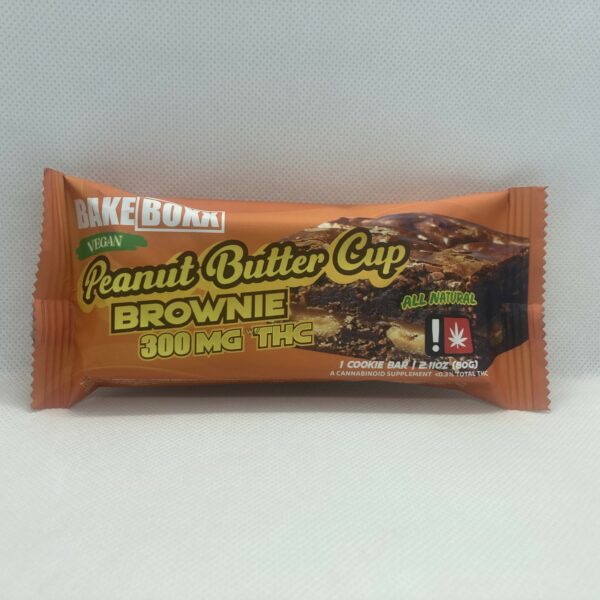 BAKE BOXX
VEGAN
Peanut Butter Cup
BROWNIE
300 MG THC
ALL NATURAL
!
1 COOKIE BAR | 2.11OZ (60G)
A CANNABINOID SUPPLEMENT <0.3% TOTAL THC